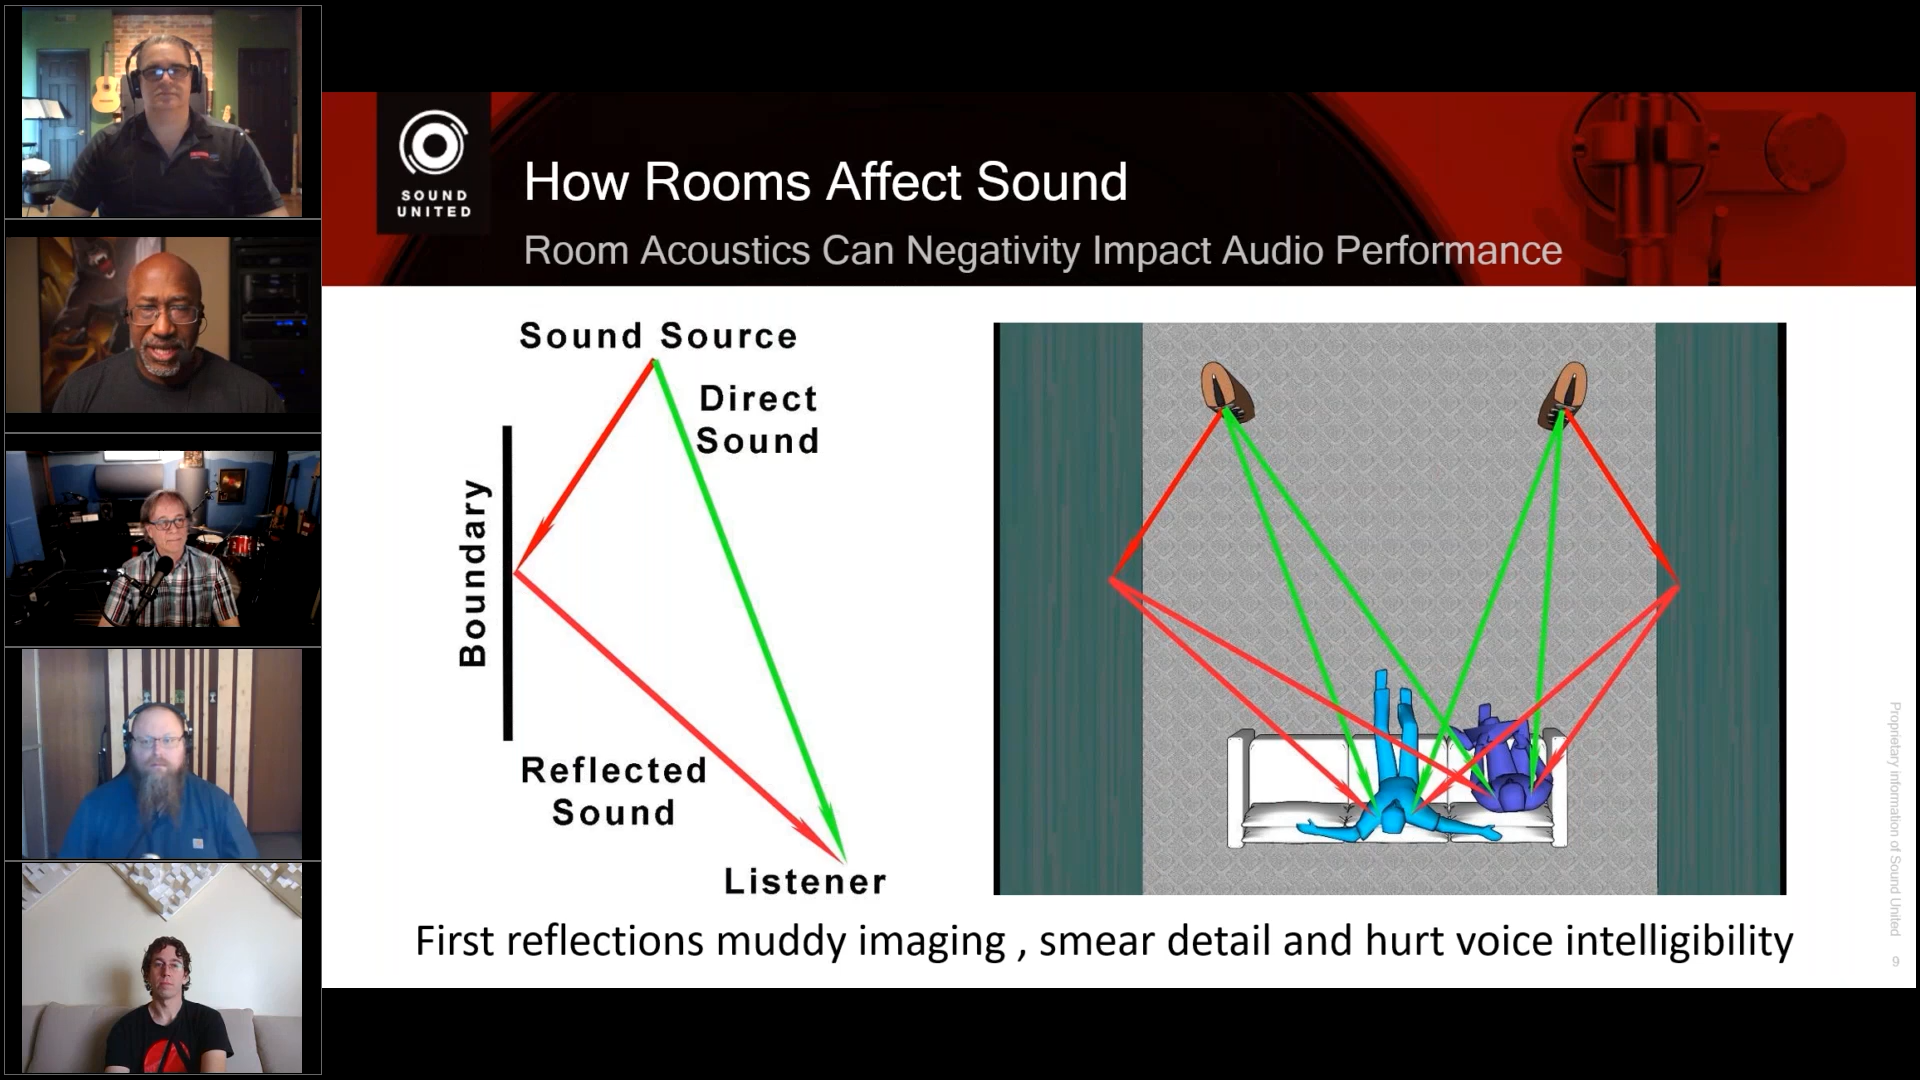 SOUND
UNITED
How Rooms Affect Sound
Room Acoustics Can Negativity Impact Audio Performance
Sound Source
Direct
Sound
Boundary
Reflected
Sound
Listener
First reflections muddy imaging , smear detail and hurt voice intelligibility
Proprietary information of Sound United
9